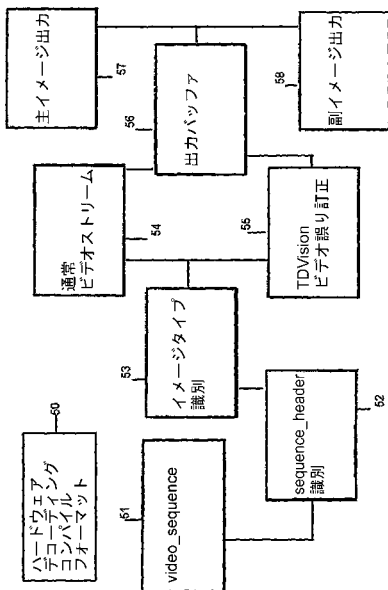 ハードウェア
デコーディング
コンパイル
フォーマット
50
51
video_sequence
sequence_header
識別
52
53
イメージタイプ
識別
通常
ビデオストリーム
54
55
TDVision
ビデオ誤り訂正
56
出力バッファ
主イメージ出力
57
58
副イメージ出力